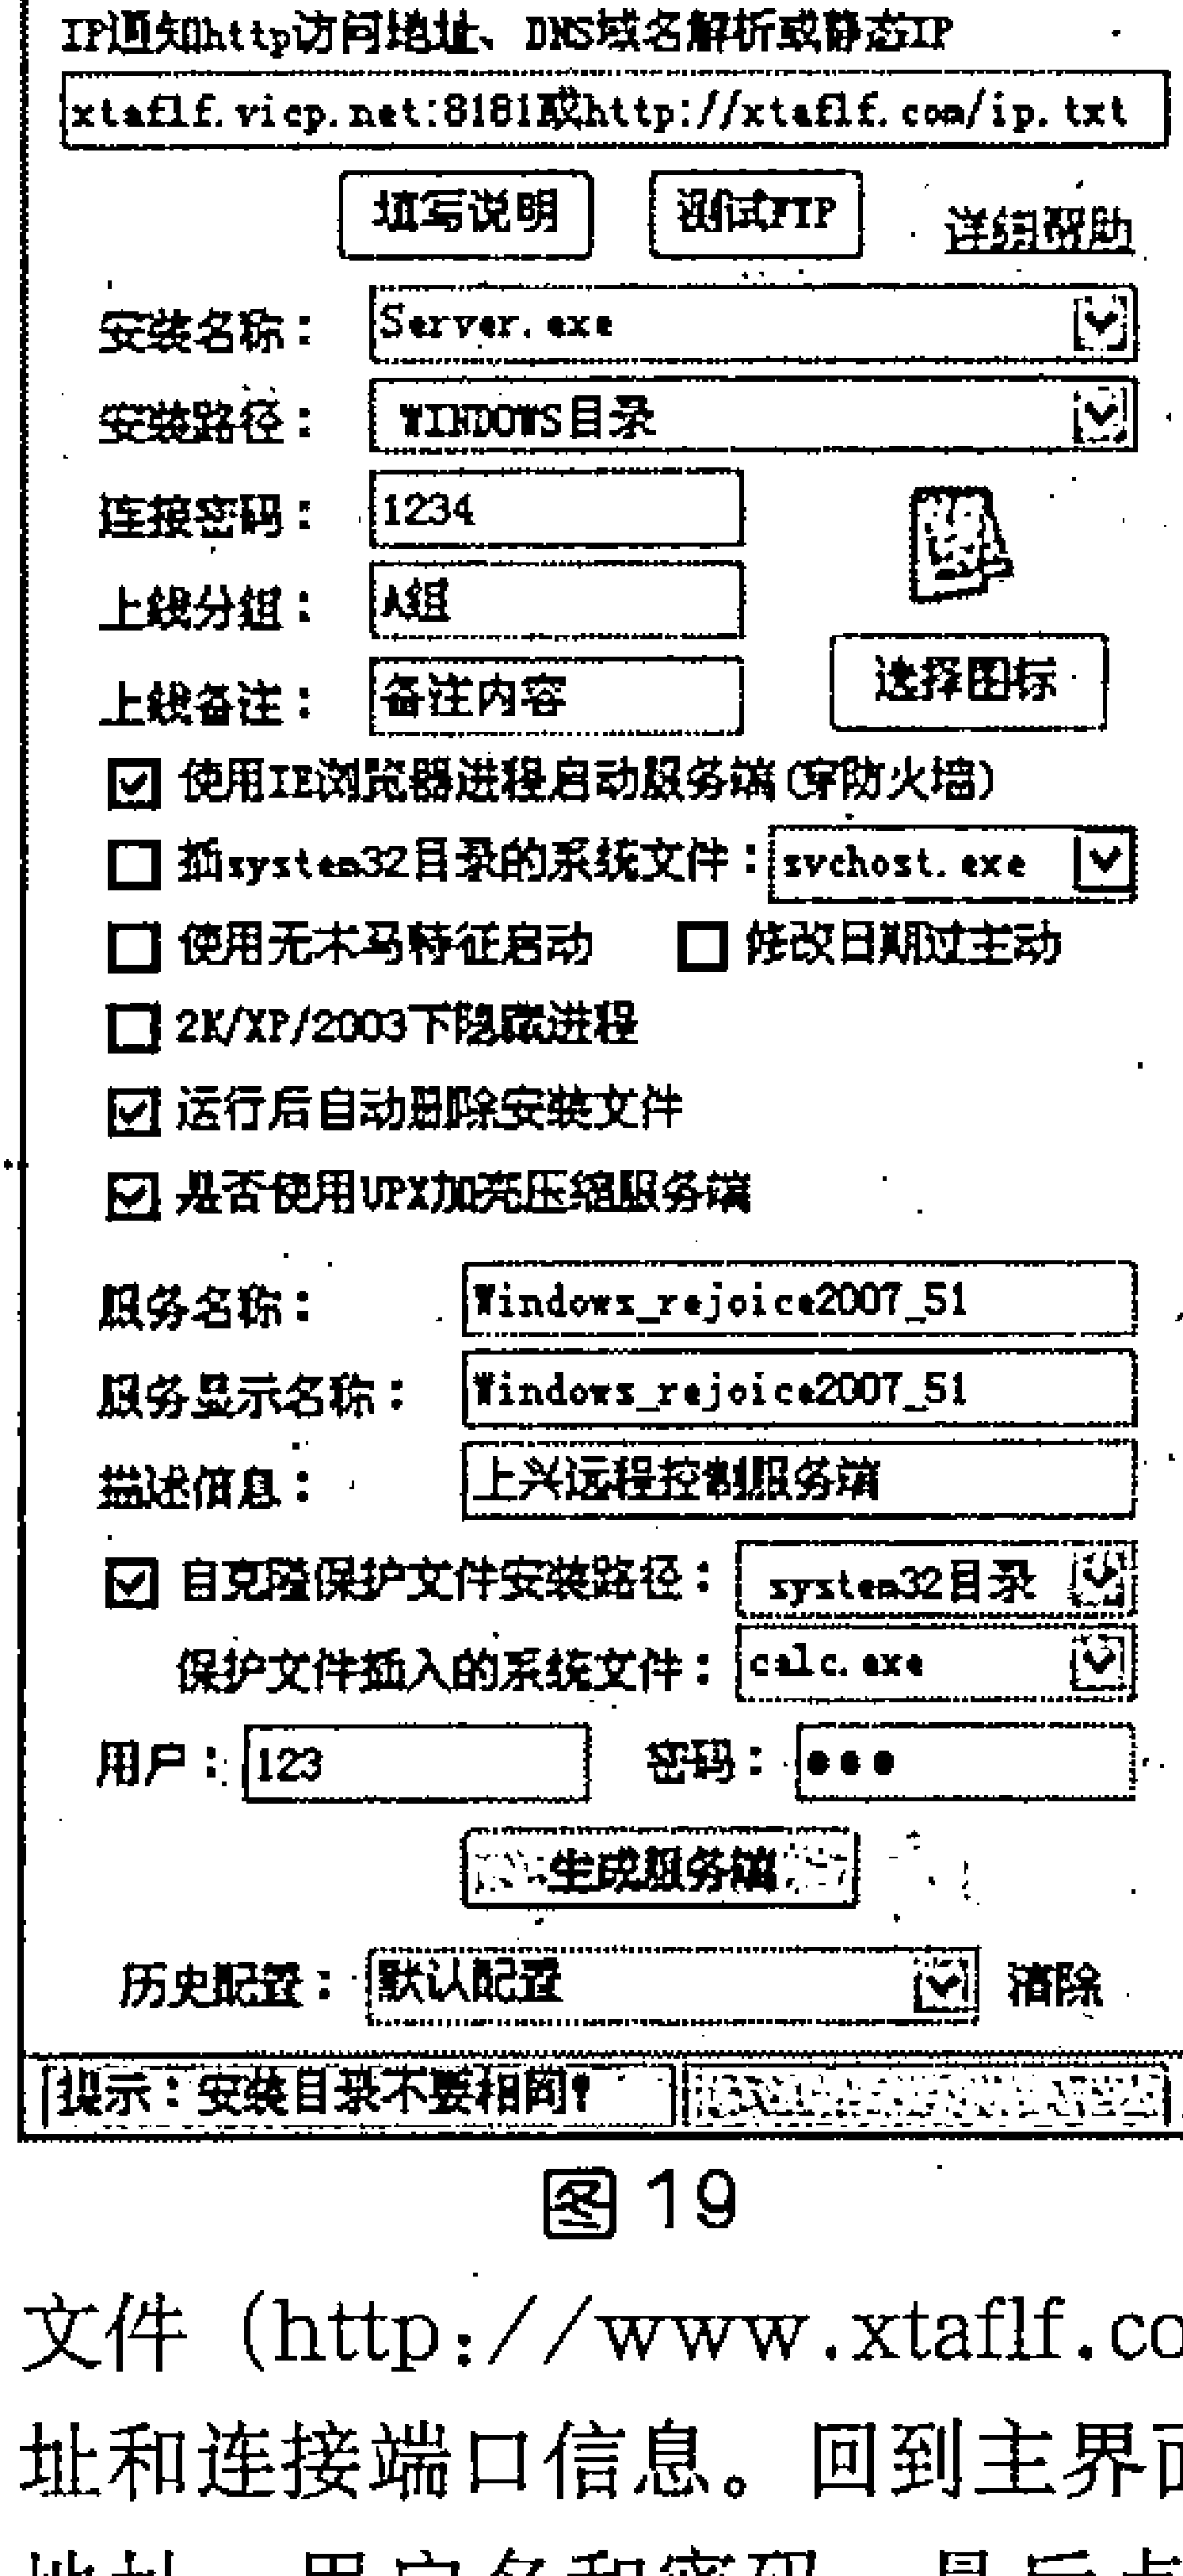 IP通知http访问地址、DNS域名解析或静态IP
xtaflf.vicp.net:8181或http://xtaflf.com/ip.txt
填写说明 测试FTP 详细帮助
安装名称： Server.exe
安装路径： WINDOWS目录
连接密码： 1234
上线分组： A组
上线备注： 备注内容 选择图标
使用IE浏览器进程启动服务端(穿防火墙)
插system32目录的系统文件： svchost.exe
使用无木马特征启动 修改日期过主动
2K/XP/2003下隐藏进程
运行后自动删除安装文件
是否使用UPX加壳压缩服务端
服务名称： Windows_rejoice2007_51
服务显示名称： Windows_rejoice2007_51
描述信息： 上兴远程控制服务端
自克隆保护文件安装路径： system32目录
保护文件插入的系统文件： calc.exe
用户： 123 密码： ●●●
生成服务端
历史配置： 默认配置 清除
提示：安装目录不要相同!
图 19
文件（http://www.xtaflf.co
址和连接端口信息。回到主界面
地址、用户名和密码，最后点